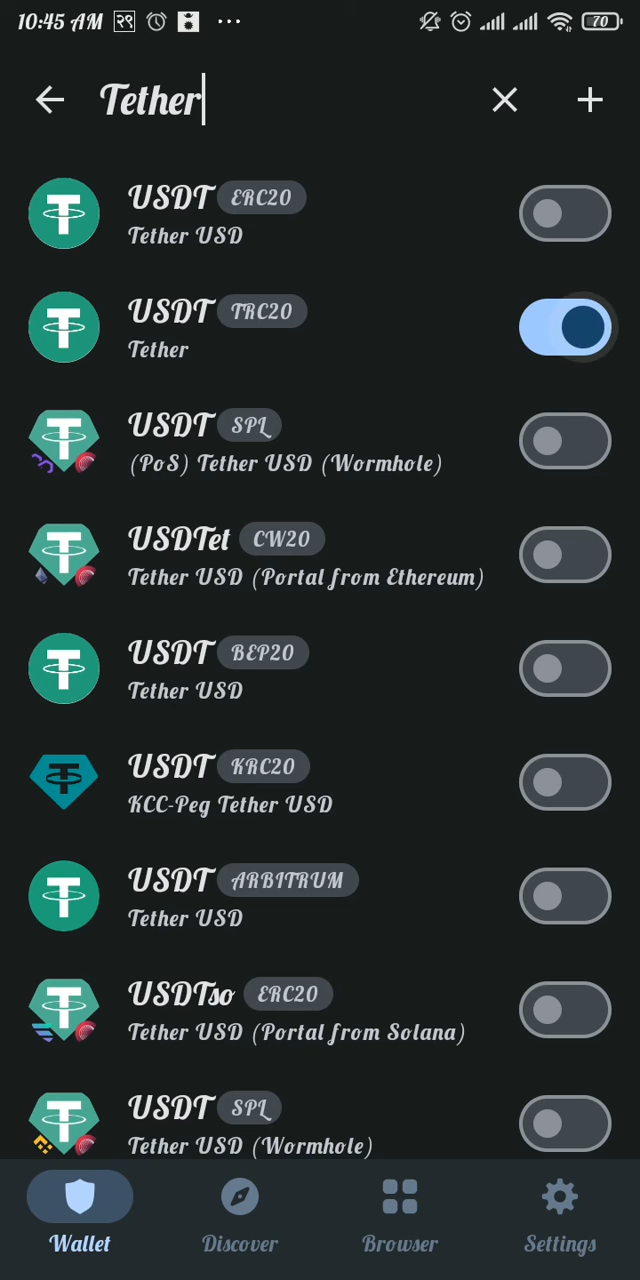 10:45 AM २९ 70
Tether
USDT ERC20
Tether USD
USDT TRC20
Tether
USDT SPL
(PoS) Tether USD (Wormhole)
USDTet CW20
Tether USD (Portal from Ethereum)
USDT BEP20
Tether USD
USDT KRC20
KCC-Peg Tether USD
USDT ARBITRUM
Tether USD
USDTso ERC20
Tether USD (Portal from Solana)
USDT SPL
Tether USD (Wormhole)
Wallet Discover Browser Settings